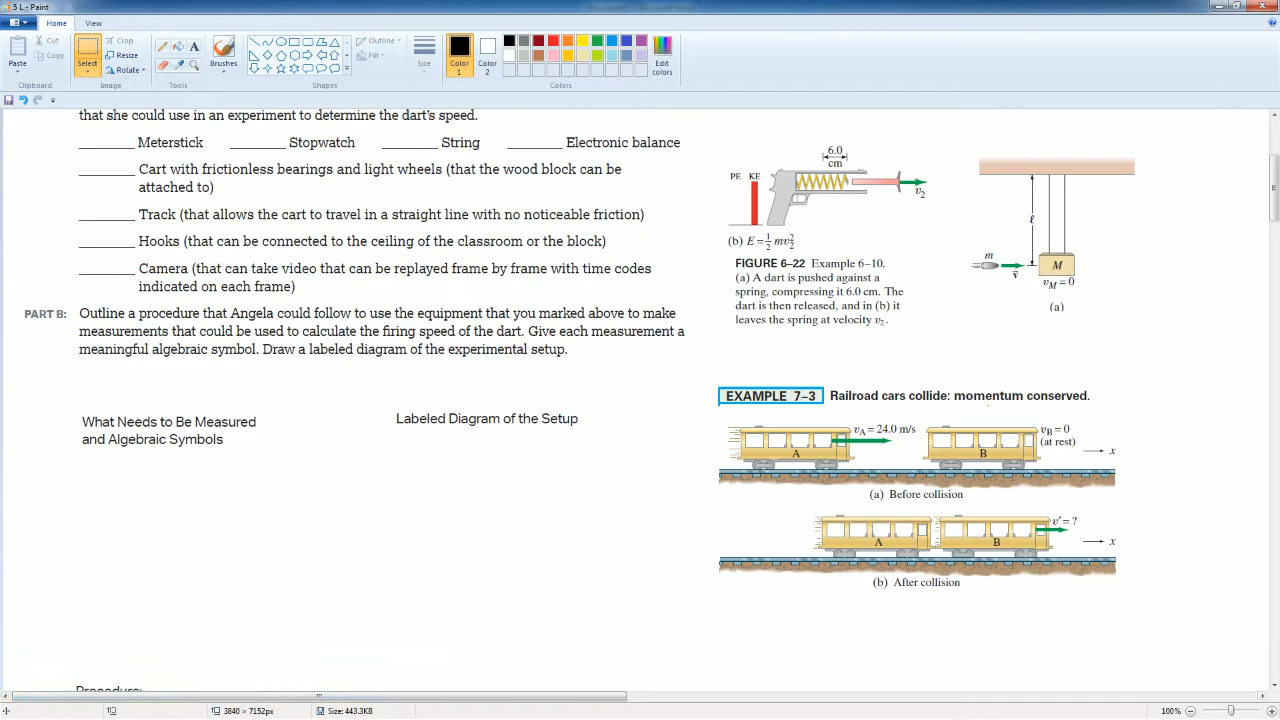 5 L - Paint
Home
View
Paste
Cut
Copy
Clipboard
Select
Crop
Resize
Rotate
Image
A
Tools
Brushes
Shapes
Outline
Fill
Size
Color 1
Color 2
Edit colors
Colors
that she could use in an experiment to determine the dart's speed.
_______ Meterstick _______ Stopwatch _______ String _______ Electronic balance
_______ Cart with frictionless bearings and light wheels (that the wood block can be
attached to)
_______ Track (that allows the cart to travel in a straight line with no noticeable friction)
_______ Hooks (that can be connected to the ceiling of the classroom or the block)
_______ Camera (that can take video that can be replayed frame by frame with time codes
indicated on each frame)
PART B: Outline a procedure that Angela could follow to use the equipment that you marked above to make
measurements that could be used to calculate the firing speed of the dart. Give each measurement a
meaningful algebraic symbol. Draw a labeled diagram of the experimental setup.
What Needs to Be Measured
and Algebraic Symbols
Labeled Diagram of the Setup
Procedure:
6.0
cm
PE KE
v₂
(b) E = ½ mv₂²
FIGURE 6–22 Example 6–10.
(a) A dart is pushed against a
spring, compressing it 6.0 cm. The
dart is then released, and in (b) it
leaves the spring at velocity v₂.
ℓ
m
v⃗
M
v_M = 0
(a)
EXAMPLE 7–3 Railroad cars collide: momentum conserved.
v_A = 24.0 m/s
v_B = 0
(at rest)
A
B
x
(a) Before collision
v′ = ?
A
B
x
(b) After collision
3840 × 7152px
Size: 443.3KB
100%